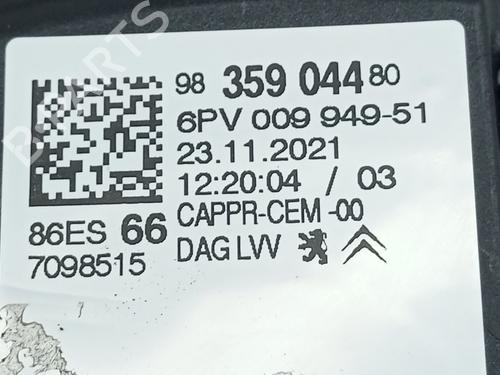 98 359 044 80
6PV 009 949-51
23.11.2021
12:20:04 / 03
86ES 66 CAPPR-CEM -00
7098515 DAG LVV